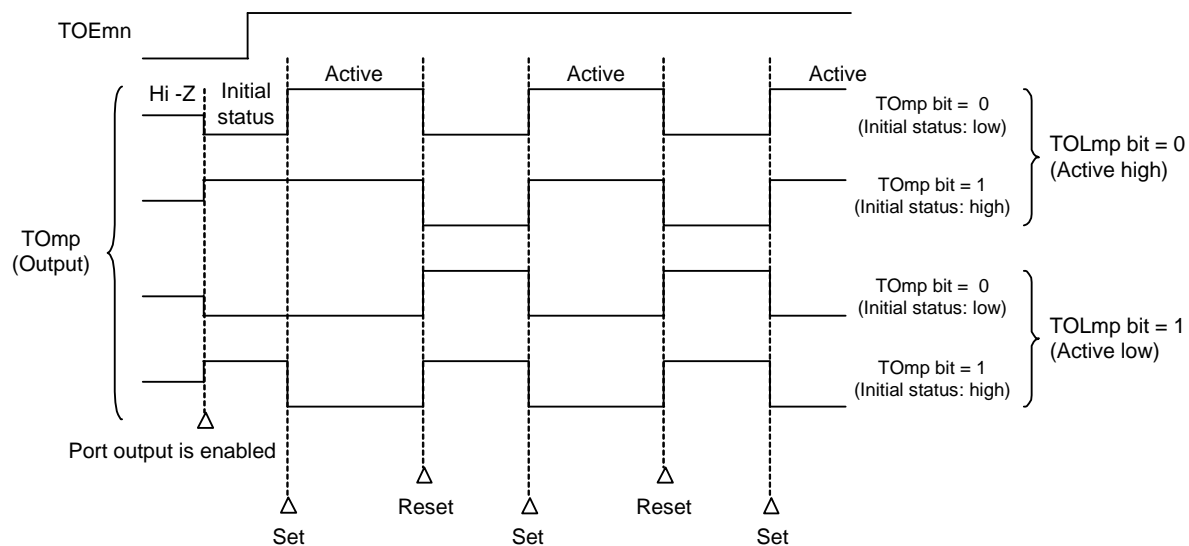 TOEmn
Active
Active
Active
Hi -Z
Initial
status
TOmp bit = 0
(Initial status: low)
TOLmp bit = 0
(Active high)
TOmp bit = 1
(Initial status: high)
TOmp
(Output)
TOmp bit = 0
(Initial status: low)
TOLmp bit = 1
(Active low)
TOmp bit = 1
(Initial status: high)
Port output is enabled
Reset
Reset
Set
Set
Set